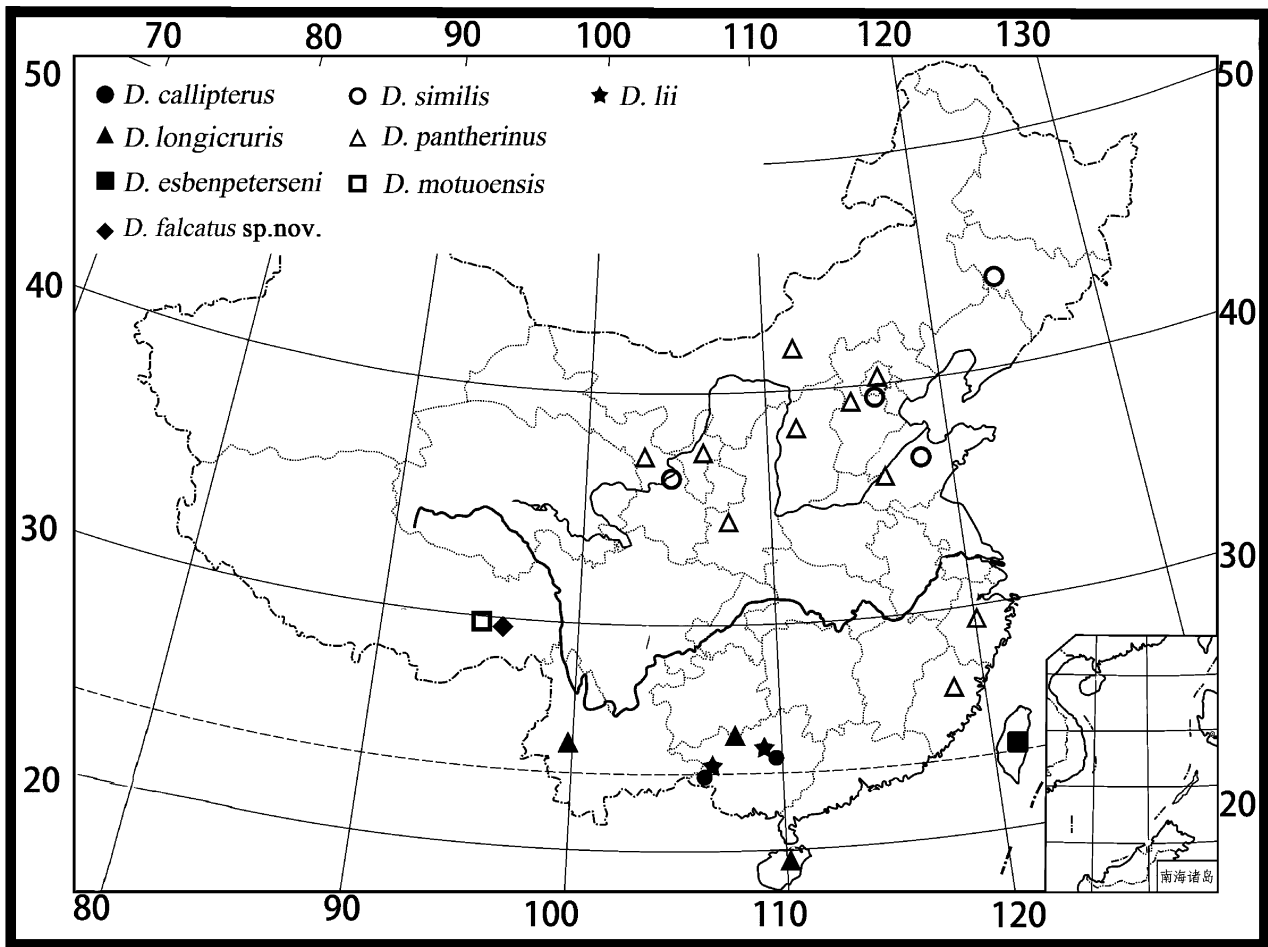 70 80 90 100 110 120 130
50 50
D. callipterus D. similis D. lii
D. longicruris D. pantherinus
D. esbenpeterseni D. motuoensis
D. falcatus sp.nov.
40 40
30 30
20 20
南海诸岛
80 90 100 110 120